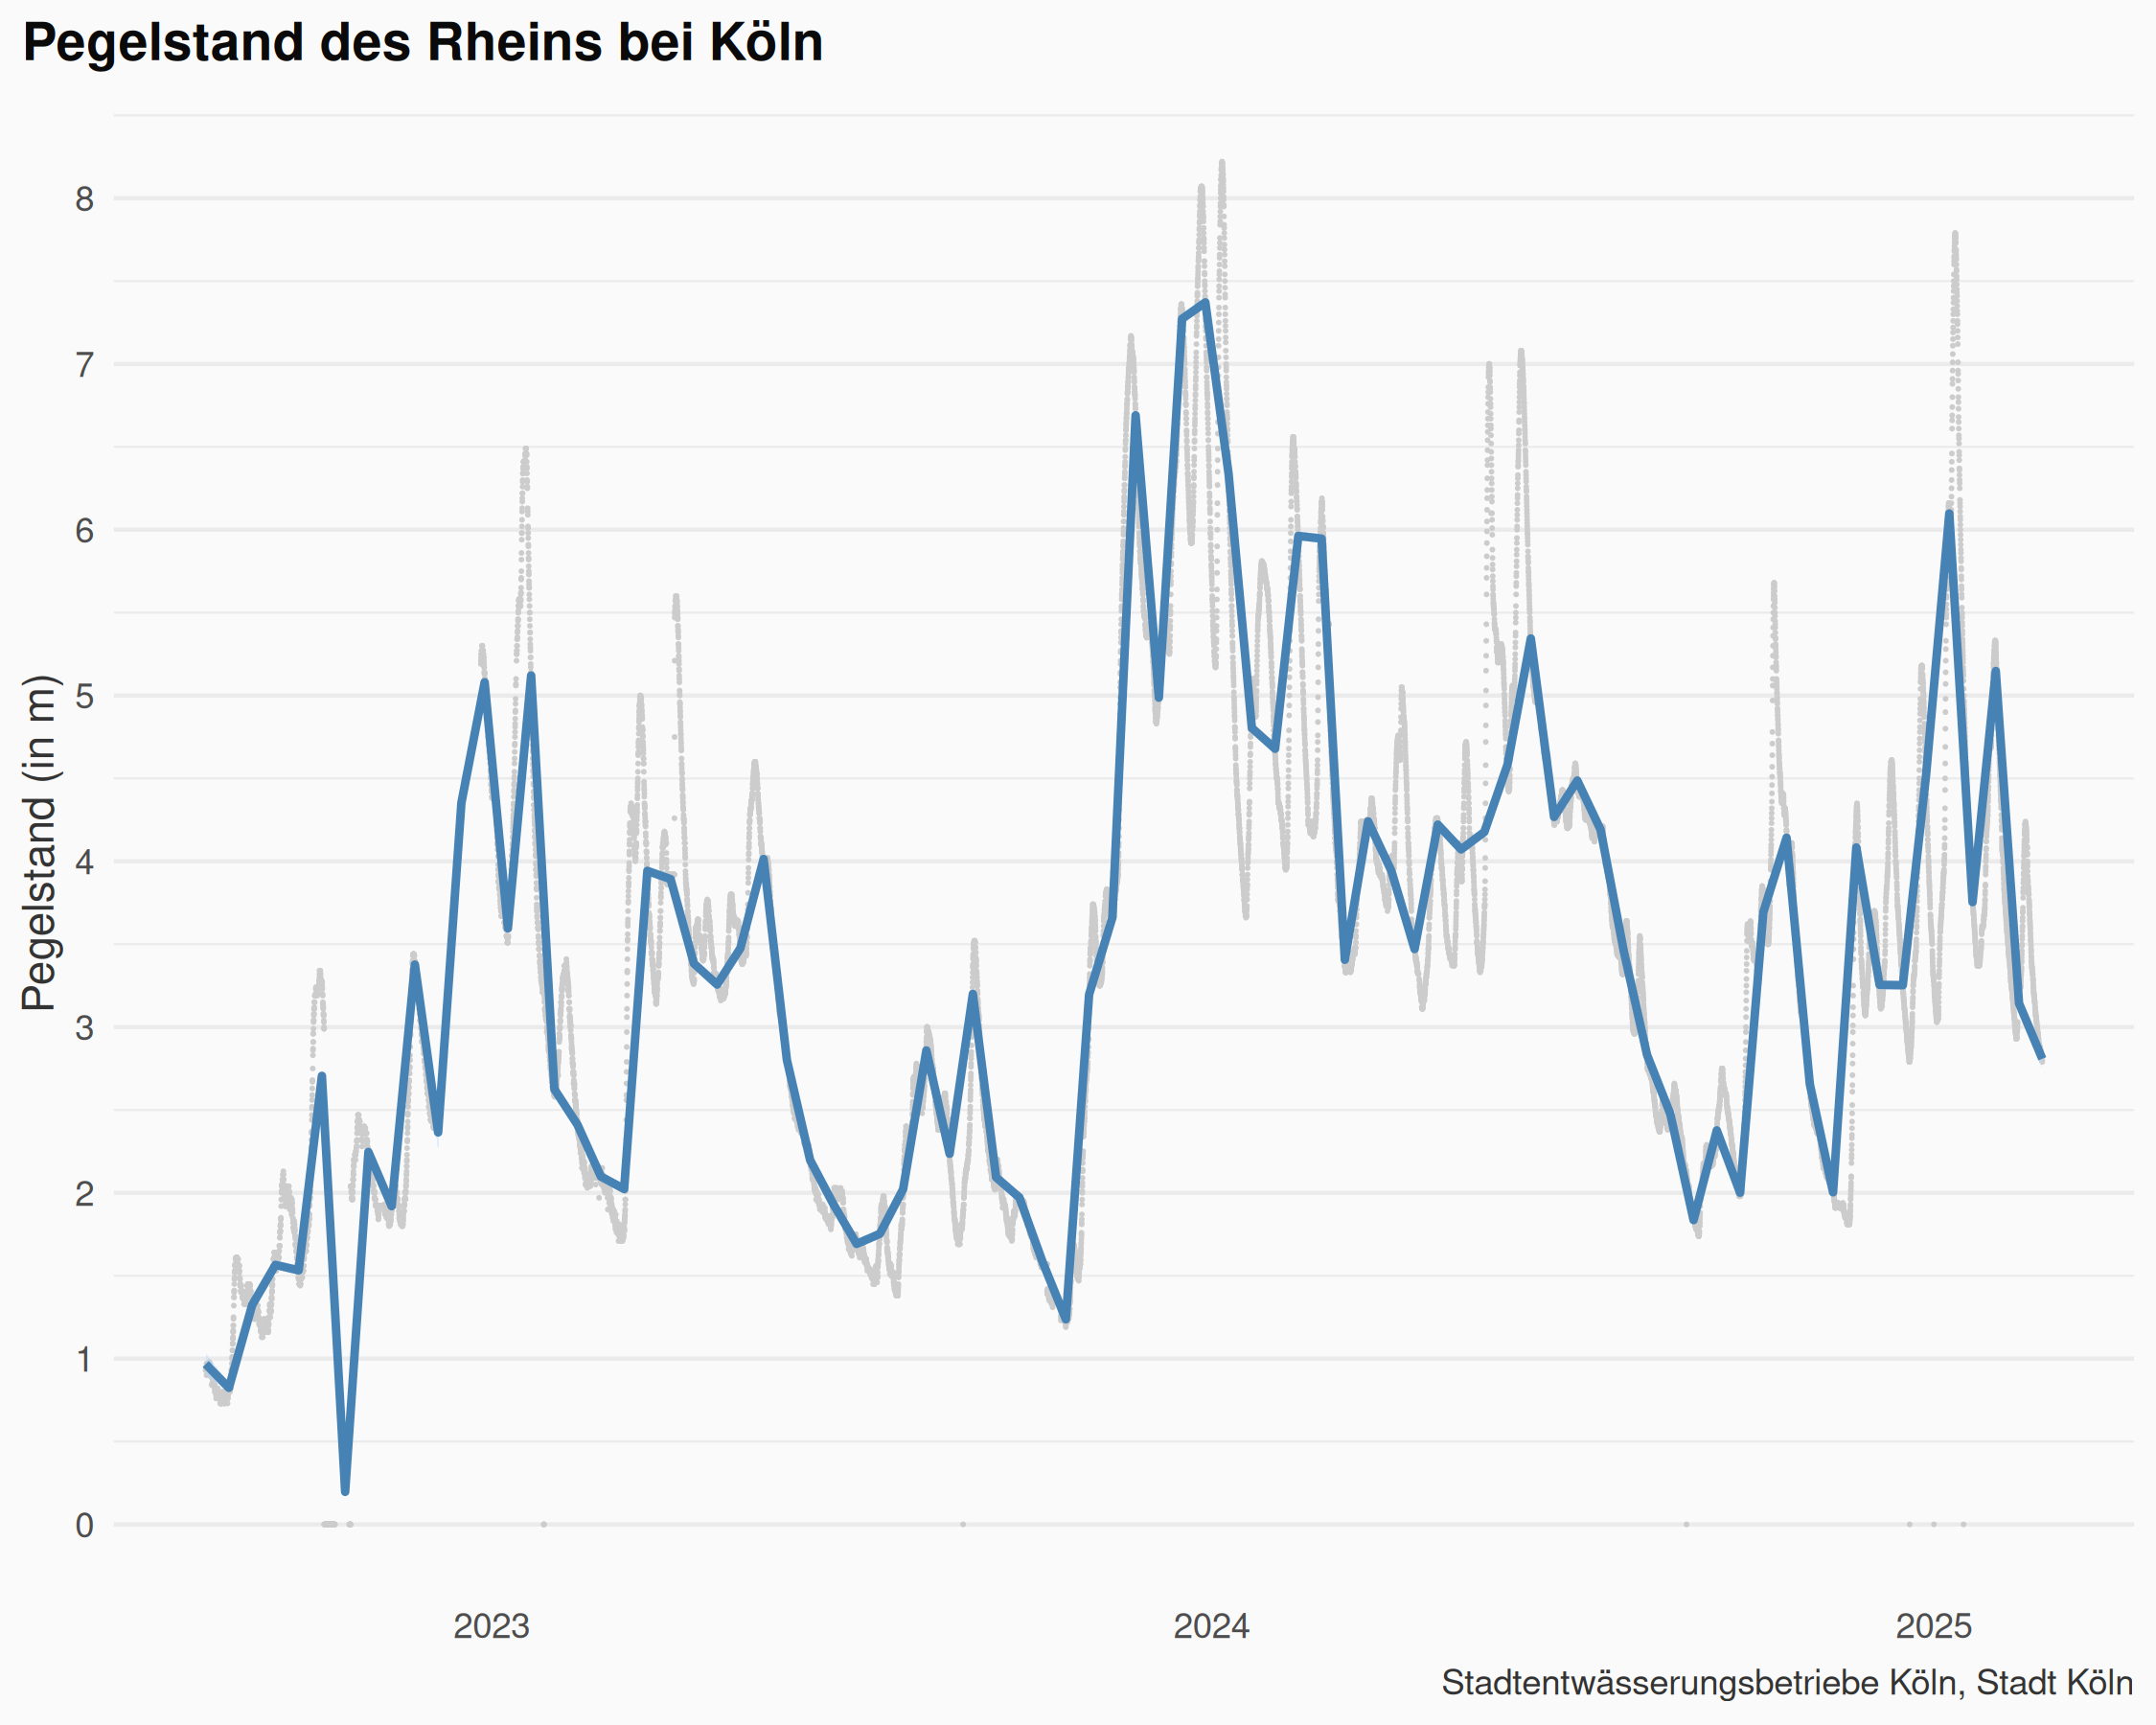 Pegelstand des Rheins bei Köln
Pegelstand (in m)
8
7
6
5
4
3
2
1
0
2023 2024 2025
Stadtentwässerungsbetriebe Köln, Stadt Köln